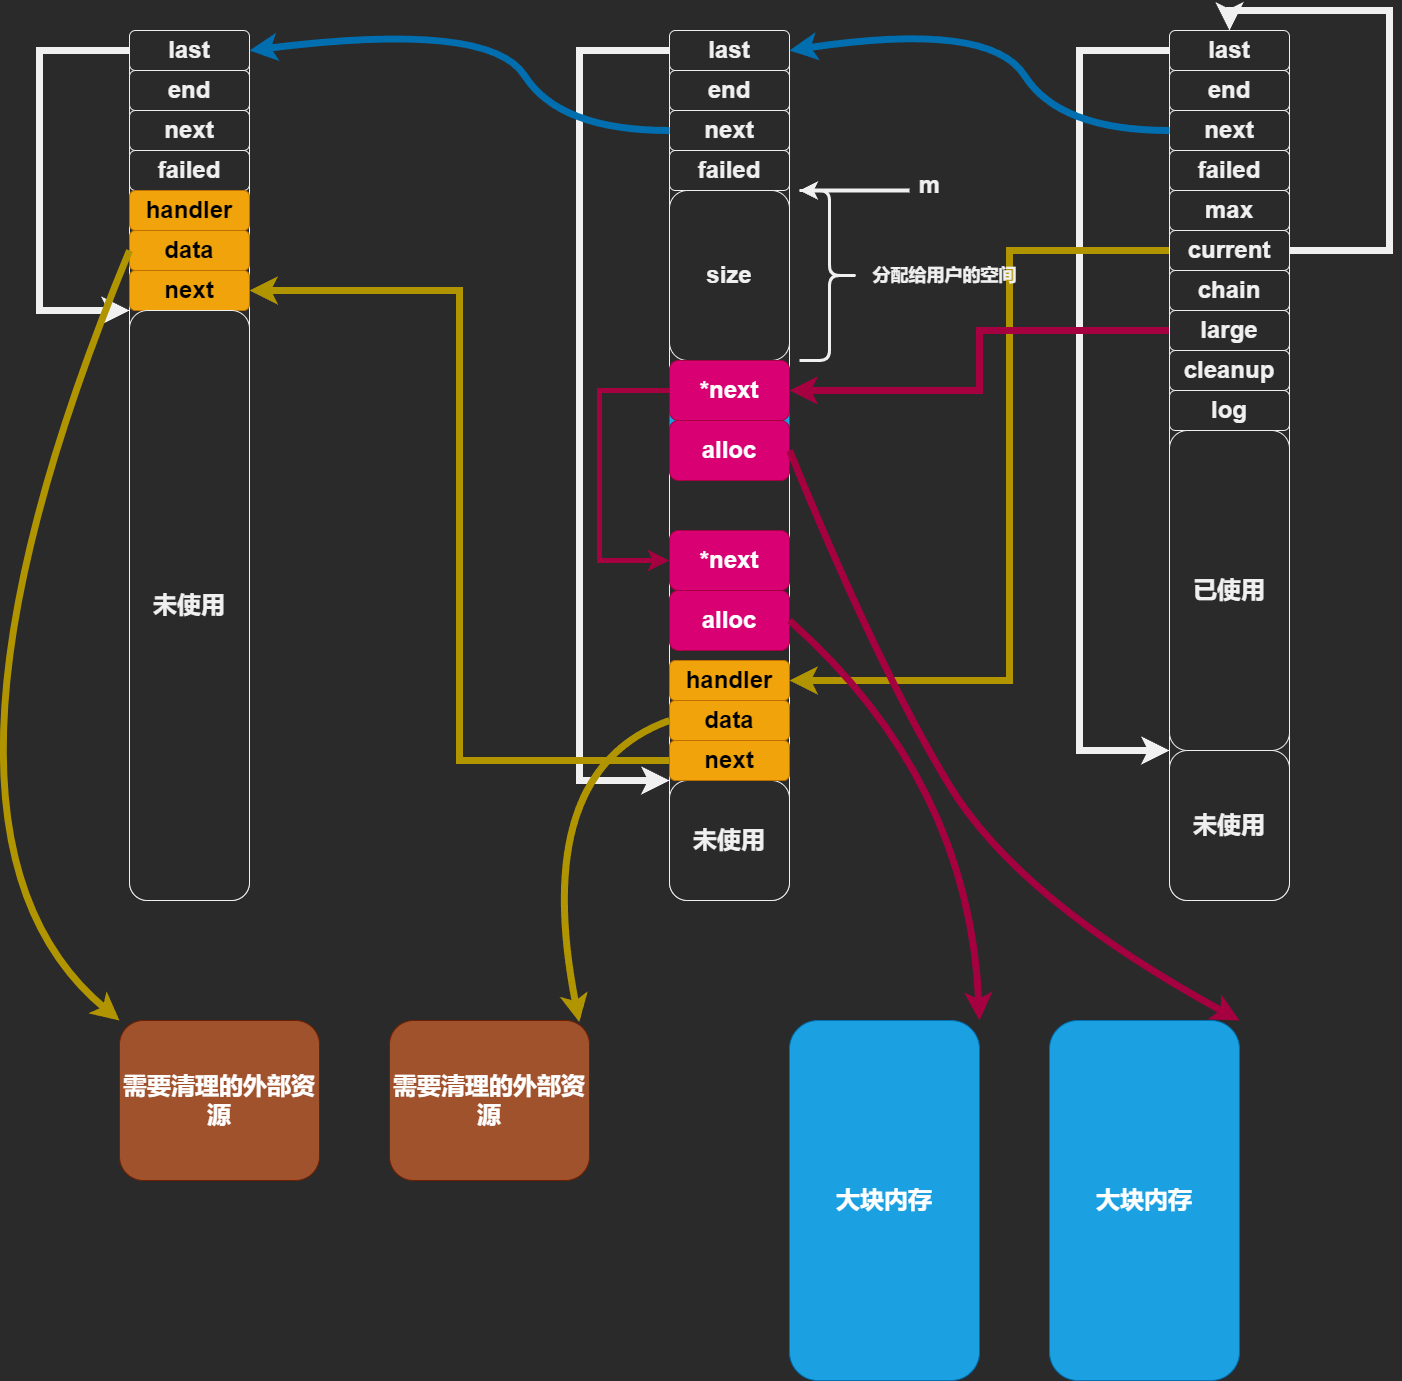 last
end
next
failed
handler
data
next
未使用
last
end
next
failed
size
m
分配给用户的空间
*next
alloc
*next
alloc
handler
data
next
未使用
last
end
next
failed
max
current
chain
large
cleanup
log
已使用
未使用
需要清理的外部资
源
需要清理的外部资
源
大块内存
大块内存